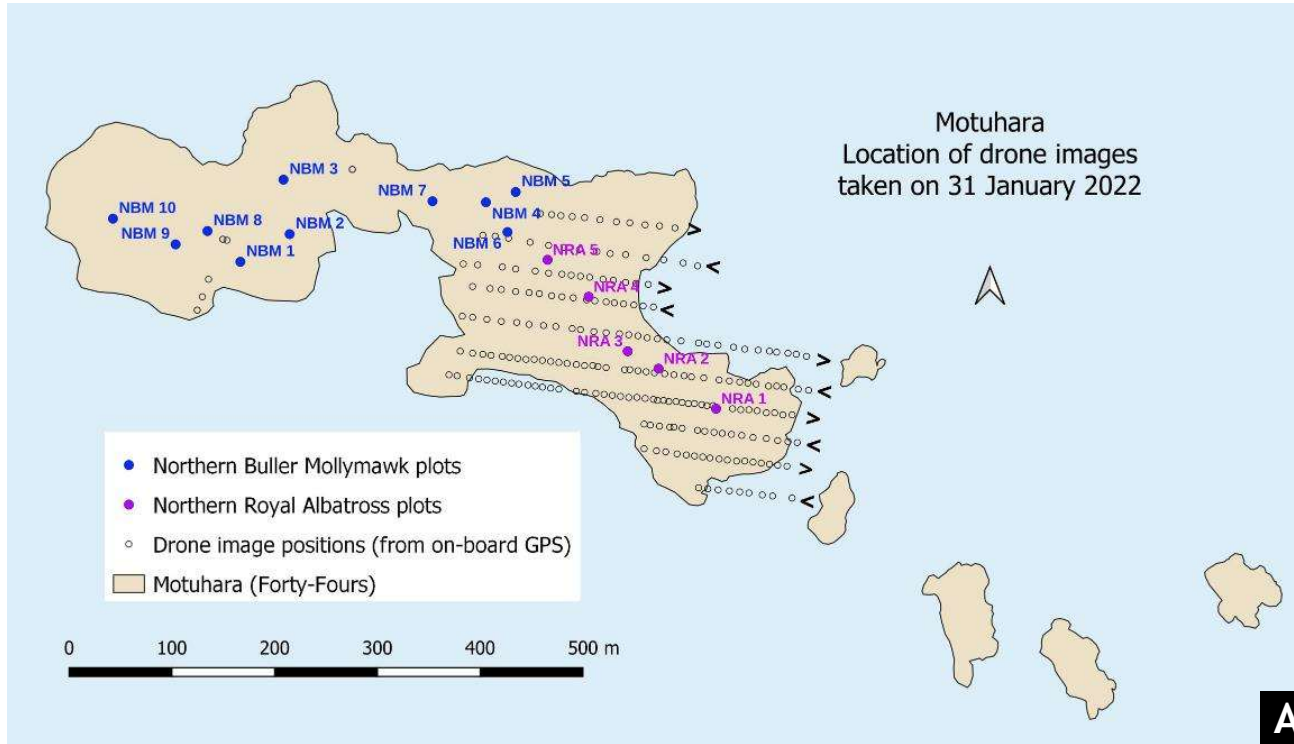 Motuhara
Location of drone images
taken on 31 January 2022
NBM 3
NBM 7
NBM 5
NBM 10
NBM 8
NBM 2
NBM 4
NBM 9
NBM 1
NBM 6
NRA 5
NRA 4
NRA 3
NRA 2
NRA 1
Northern Buller Mollymawk plots
Northern Royal Albatross plots
Drone image positions (from on-board GPS)
Motuhara (Forty-Fours)
0 100 200 300 400 500 m
A